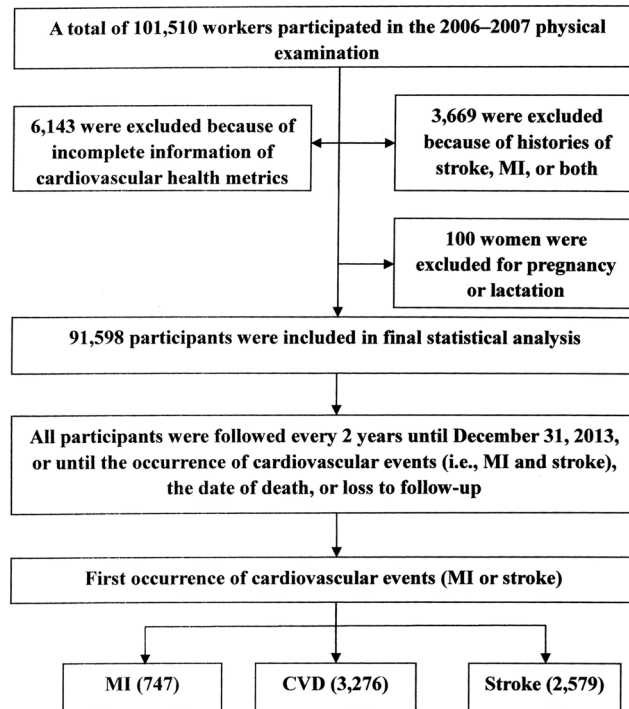 A total of 101,510 workers participated in the 2006–2007 physical
examination
6,143 were excluded because of
incomplete information of
cardiovascular health metrics
3,669 were excluded
because of histories of
stroke, MI, or both
100 women were
excluded for pregnancy
or lactation
91,598 participants were included in final statistical analysis
All participants were followed every 2 years until December 31, 2013,
or until the occurrence of cardiovascular events (i.e., MI and stroke),
the date of death, or loss to follow-up
First occurrence of cardiovascular events (MI or stroke)
MI (747)
CVD (3,276)
Stroke (2,579)